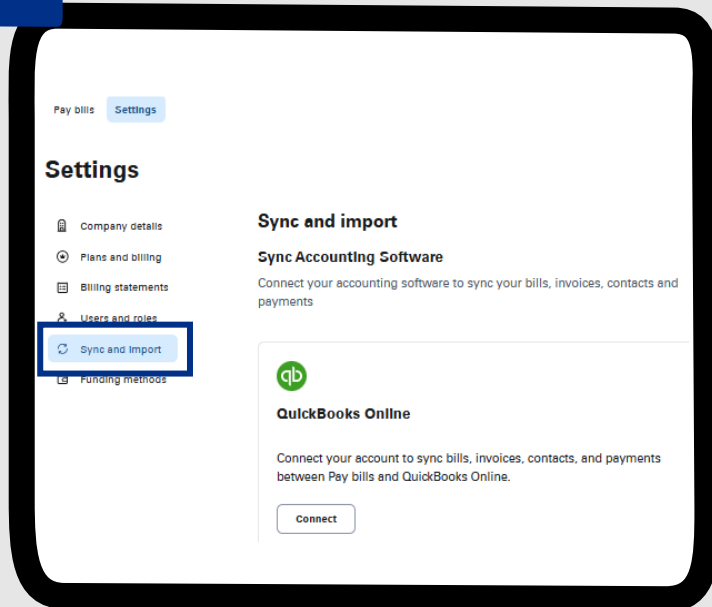 Pay bills Settings
Settings
Company details
Plans and billing
Billing statements
Users and roles
Sync and import
Funding methods
Sync and import
Sync Accounting Software
Connect your accounting software to sync your bills, invoices, contacts and
payments
qb
QuickBooks Online
Connect your account to sync bills, invoices, contacts, and payments
between Pay bills and QuickBooks Online.
Connect